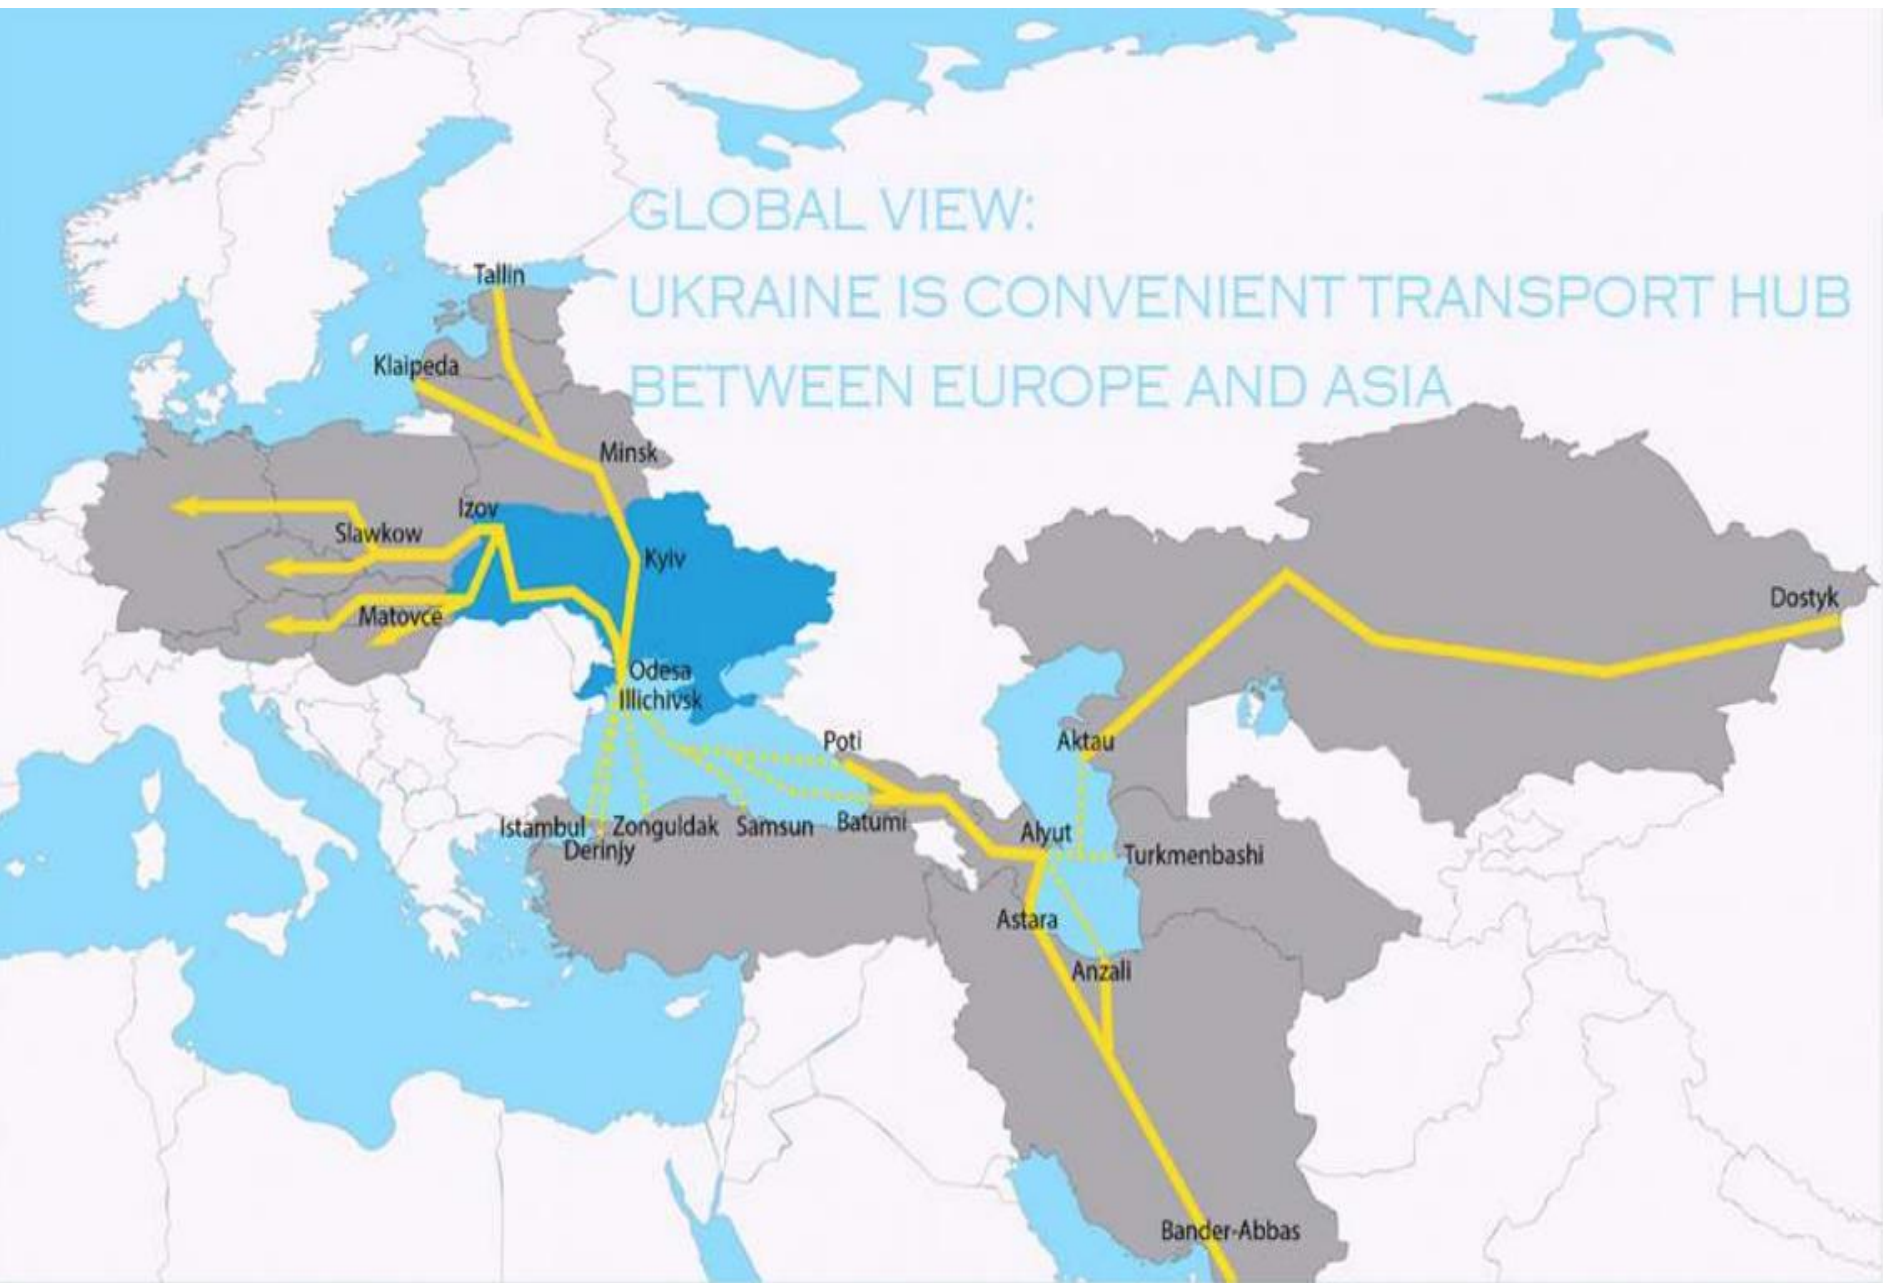 GLOBAL VIEW:
UKRAINE IS CONVENIENT TRANSPORT HUB
BETWEEN EUROPE AND ASIA
Tallin
Klaipeda
Minsk
Izov
Slawkow
Kyiv
Matovce
Dostyk
Odesa
Illichivsk
Poti
Aktau
Istambul
Zonguldak
Samsun
Batumi
Alyut
Derinjy
Turkmenbashi
Astara
Anzali
Bander-Abbas